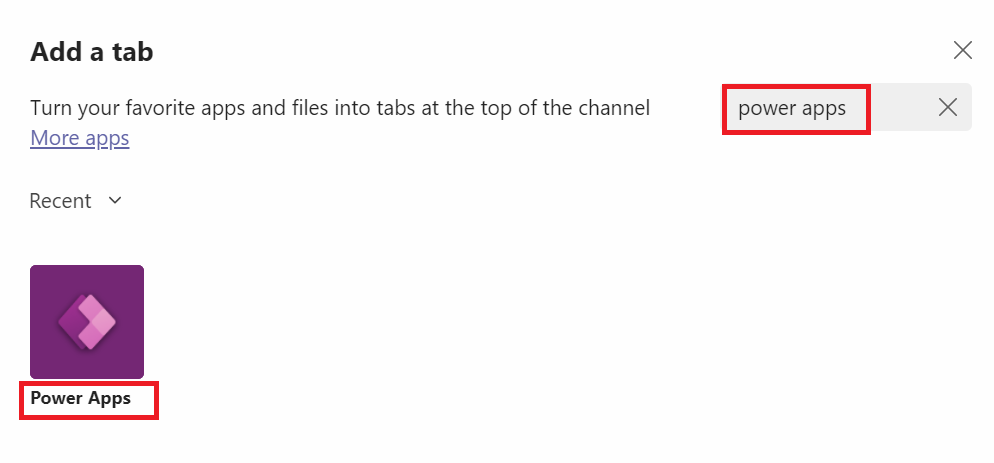 Add a tab
Turn your favorite apps and files into tabs at the top of the channel
More apps
power apps
Recent
Power Apps